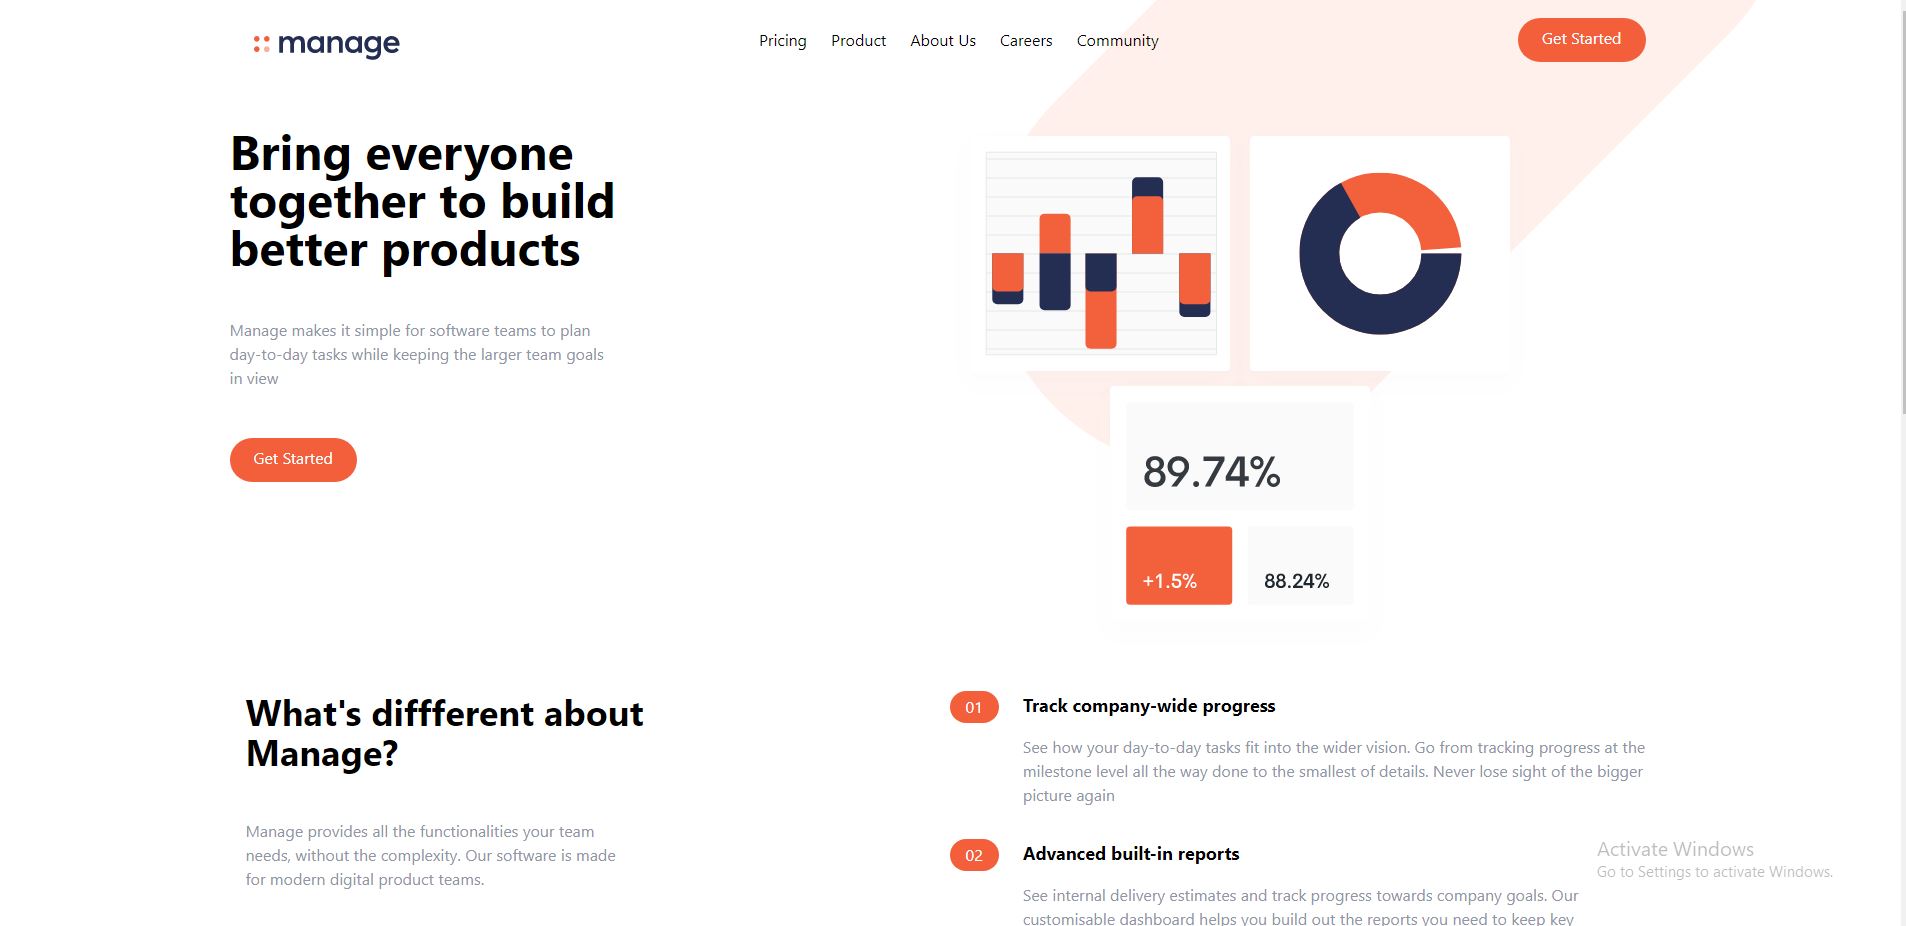 manage
Pricing Product About Us Careers Community
Get Started
Bring everyone
together to build
better products
Manage makes it simple for software teams to plan
day-to-day tasks while keeping the larger team goals
in view
Get Started
89.74%
+1.5%
88.24%
What's diffferent about
Manage?
Manage provides all the functionalities your team
needs, without the complexity. Our software is made
for modern digital product teams.
01
Track company-wide progress
See how your day-to-day tasks fit into the wider vision. Go from tracking progress at the
milestone level all the way done to the smallest of details. Never lose sight of the bigger
picture again
02
Advanced built-in reports
See internal delivery estimates and track progress towards company goals. Our
customisable dashboard helps you build out the reports you need to keep key
Activate Windows
Go to Settings to activate Windows.